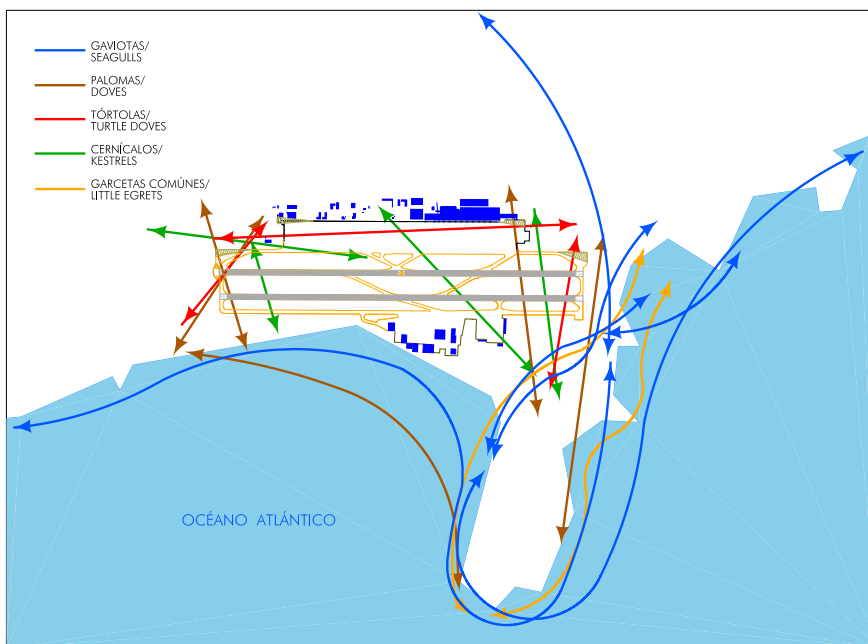 GAVIOTAS/
SEAGULLS
PALOMAS/
DOVES
TÓRTOLAS/
TURTLE DOVES
CERNÍCALOS/
KESTRELS
GARCETAS COMÚNES/
LITTLE EGRETS
OCÉANO ATLÁNTICO